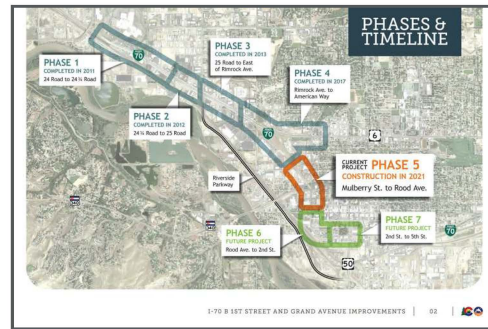 PHASES &
TIMELINE
PHASE 1
COMPLETED IN 2011
24 Road to 24 ½ Road
70
PHASE 3
COMPLETED IN 2013
25 Road to East
of Rimrock Ave.
PHASE 4
COMPLETED IN 2017
Rimrock Ave. to
American Way
PHASE 2
COMPLETED IN 2012
24 ½ Road to 25 Road
70
6
CURRENT
PROJECT
PHASE 5
CONSTRUCTION IN 2021
Mulberry St. to Rood Ave.
Riverside
Parkway
PHASE 6
FUTURE PROJECT
Rood Ave. to 2nd St.
PHASE 7
FUTURE PROJECT
2nd St. to 5th St.
70
50
I-70 B 1ST STREET AND GRAND AVENUE IMPROVEMENTS | 02 |